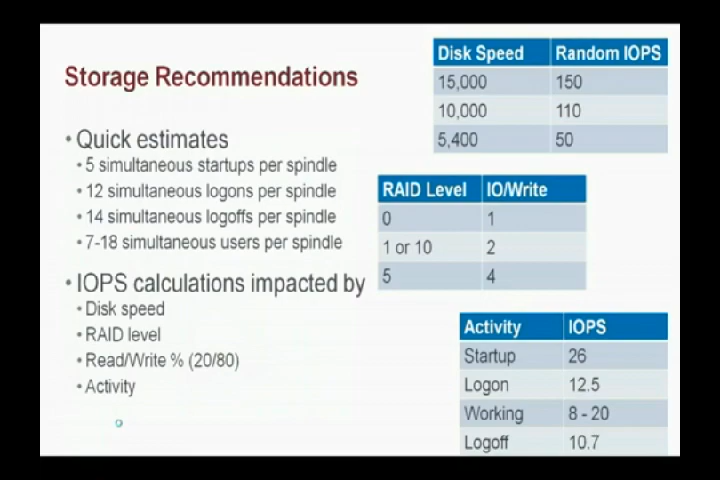 Storage Recommendations
• Quick estimates
• 5 simultaneous startups per spindle
• 12 simultaneous logons per spindle
• 14 simultaneous logoffs per spindle
• 7-18 simultaneous users per spindle
• IOPS calculations impacted by
• Disk speed
• RAID level
• Read/Write % (20/80)
• Activity
Disk Speed Random IOPS
15,000 150
10,000 110
5,400 50
RAID Level IO/Write
0 1
1 or 10 2
5 4
Activity IOPS
Startup 26
Logon 12.5
Working 8 - 20
Logoff 10.7